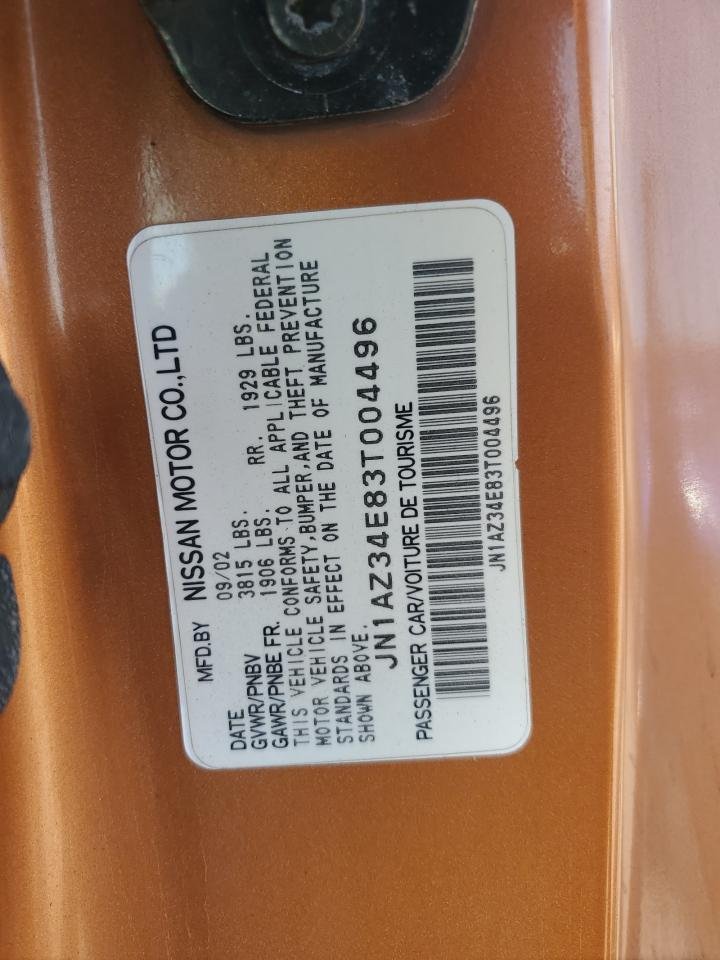 MFD.BY NISSAN MOTOR CO.,LTD
DATE 09/02
GVWR/PNBV 3815 LBS.
GAWR/PNBE FR. 1906 LBS. RR. 1929 LBS.
THIS VEHICLE CONFORMS TO ALL APPLICABLE FEDERAL
MOTOR VEHICLE SAFETY,BUMPER,AND THEFT PREVENTION
STANDARDS IN EFFECT ON THE DATE OF MANUFACTURE
SHOWN ABOVE.
JN1AZ34E83T004496
PASSENGER CAR/VOITURE DE TOURISME
JN1AZ34E83T004496